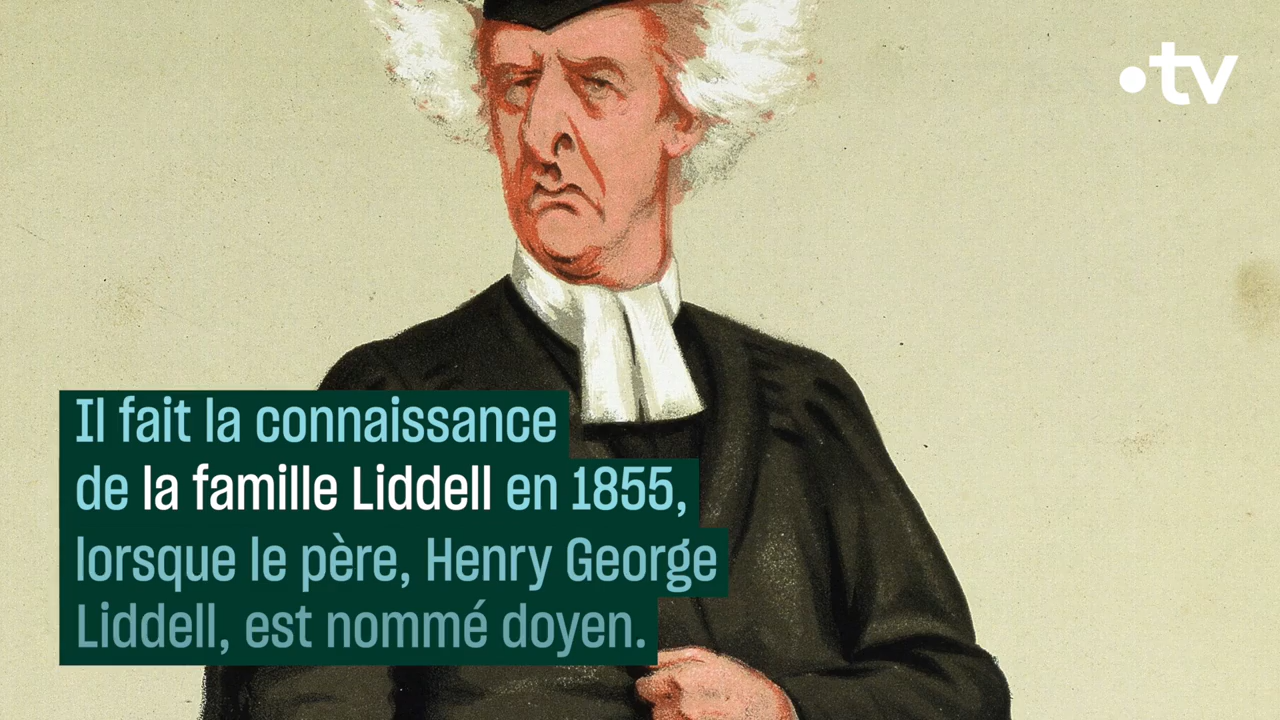 .tv
Il fait la connaissance
de la famille Liddell en 1855,
lorsque le père, Henry George
Liddell, est nommé doyen.